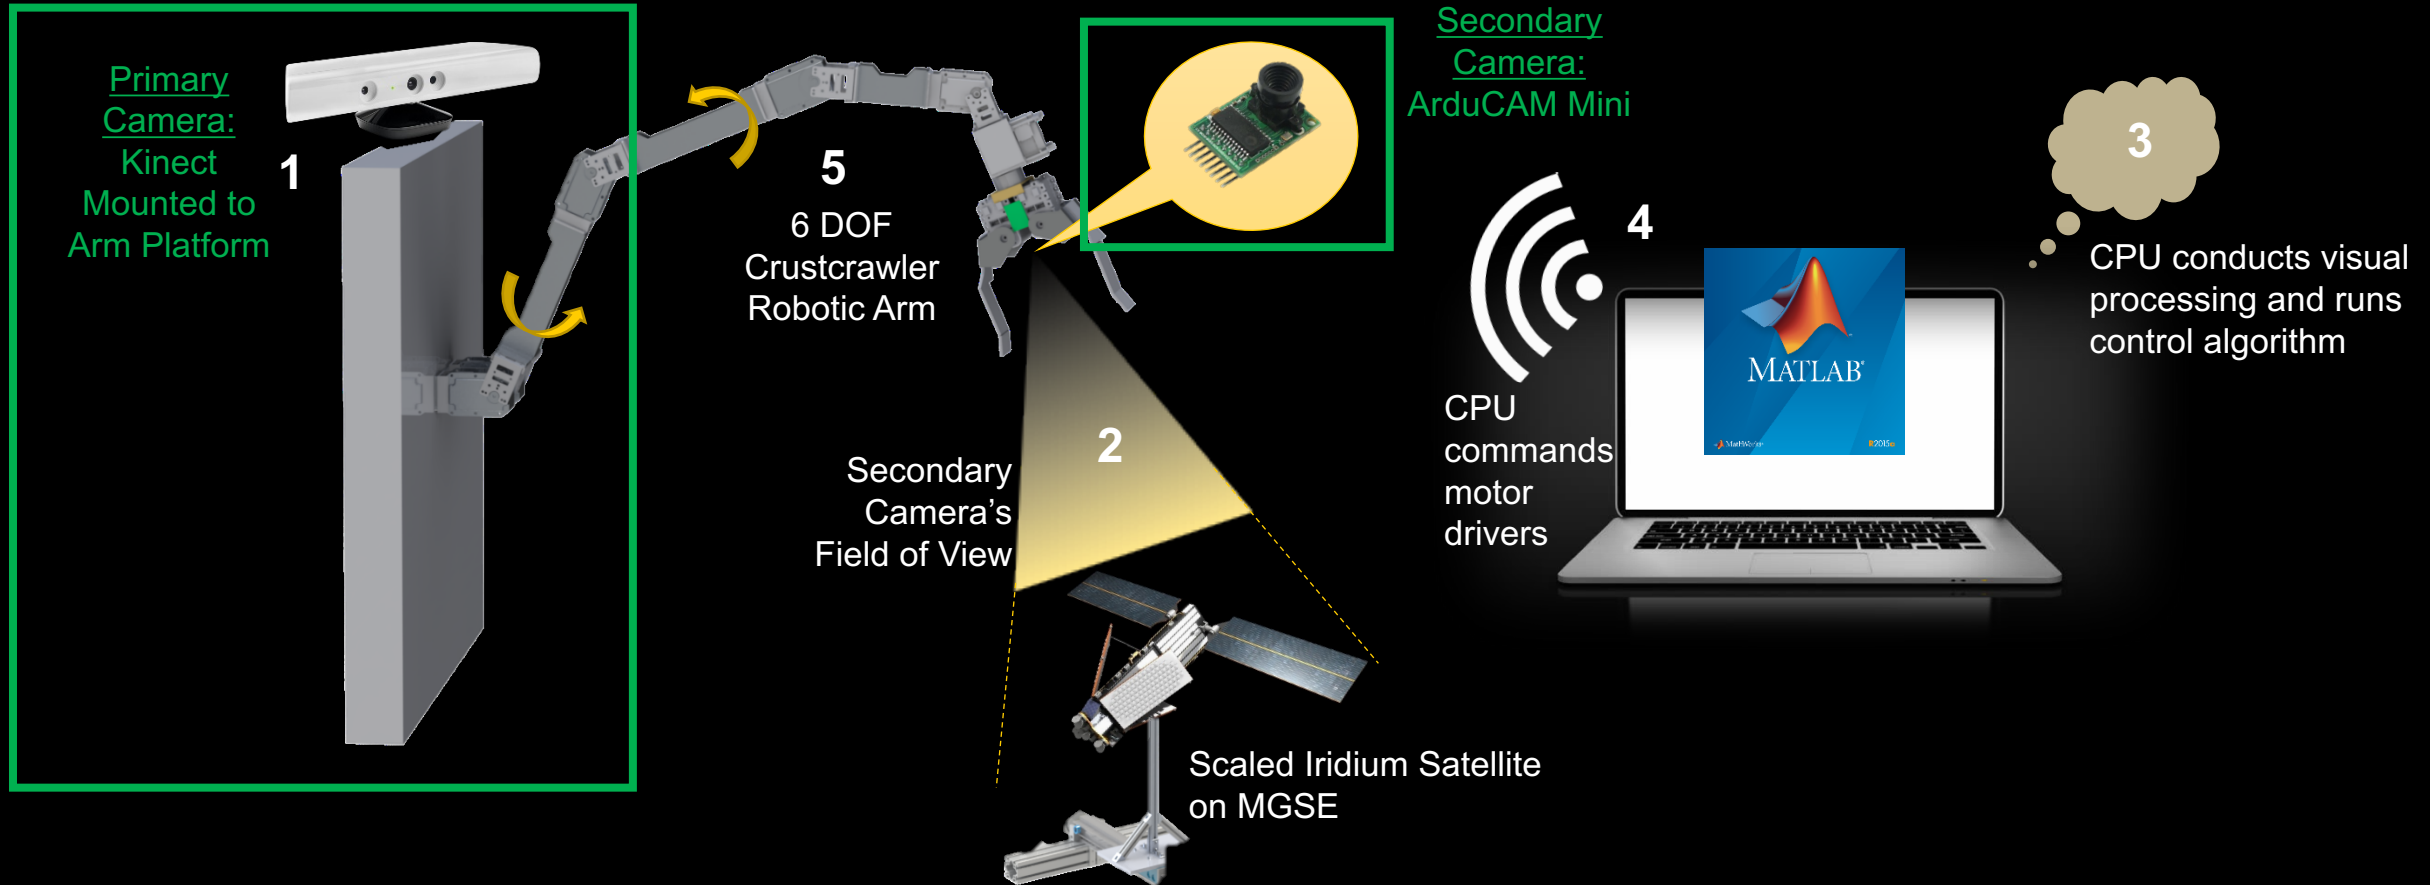 Primary
Camera:
Kinect
Mounted to
Arm Platform
1
5
6 DOF
Crustcrawler
Robotic Arm
Secondary
Camera:
ArduCAM Mini
2
Secondary
Camera's
Field of View
Scaled Iridium Satellite
on MGSE
4
CPU
commands
motor
drivers
MATLAB®
MathWorks
R2015a
3
CPU conducts visual
processing and runs
control algorithm